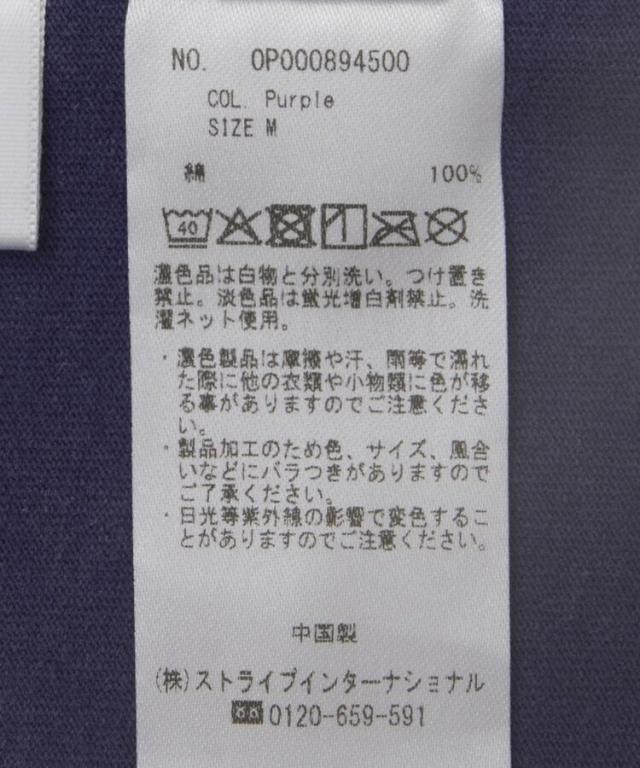 NO. 0P000894500
COL. Purple
SIZE M
綿 100%
40
濃色品は白物と分別洗い。つけ置き
禁止。淡色品は蛍光増白剤禁止。洗
濯ネット使用。
・濃色製品は摩擦や汗、雨等で濡れ
た際に他の衣類や小物類に色が移
る事がありますのでご注意くださ
い。
・製品加工のため色、サイズ、風合
いなどにバラつきがありますので
ご了承ください。
・日光等紫外線の影響で変色するこ
とがありますのでご注意ください。
中国製
(株)ストライプインターナショナル
0120-659-591